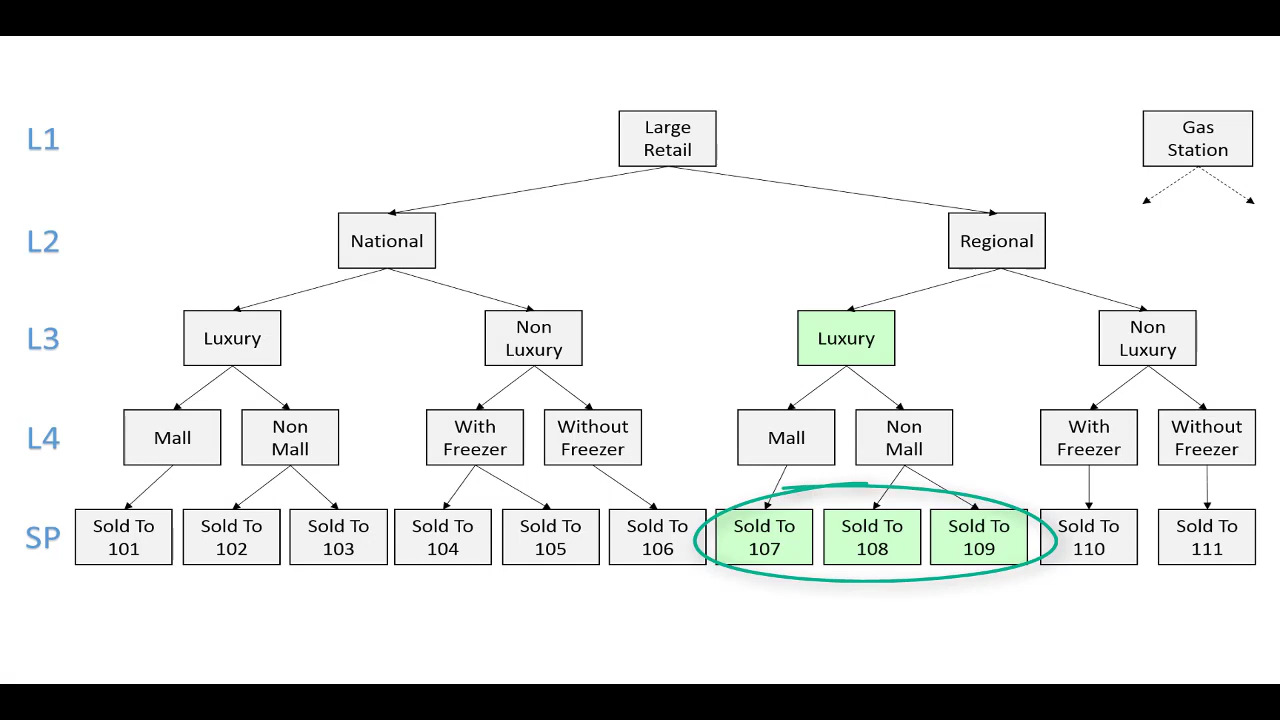 L1
Large
Retail
Gas
Station
L2
National
Regional
L3
Luxury
Non
Luxury
Luxury
Non
Luxury
L4
Mall
Non
Mall
With
Freezer
Without
Freezer
Mall
Non
Mall
With
Freezer
Without
Freezer
SP
Sold To
101
Sold To
102
Sold To
103
Sold To
104
Sold To
105
Sold To
106
Sold To
107
Sold To
108
Sold To
109
Sold To
110
Sold To
111